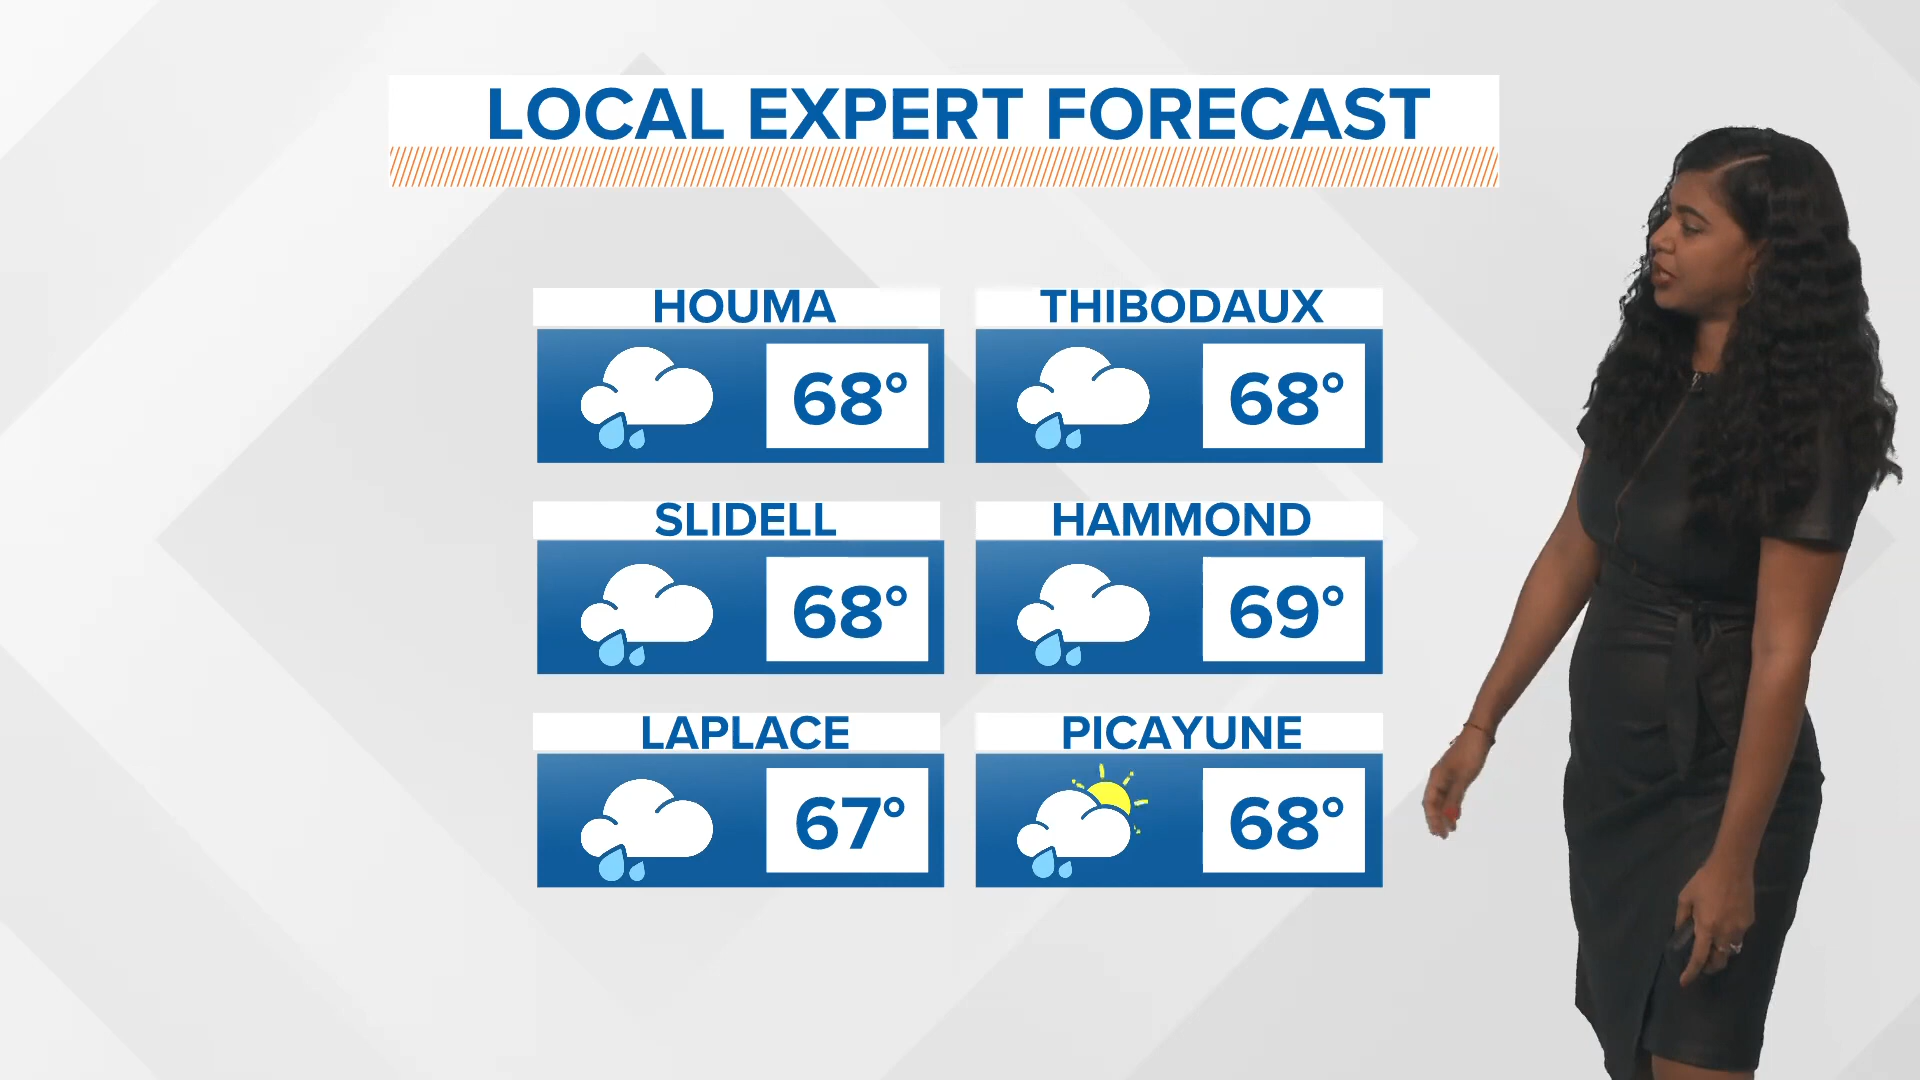 LOCAL EXPERT FORECAST
HOUMA
68°
THIBODAUX
68°
SLIDELL
68°
HAMMOND
69°
LAPLACE
67°
PICAYUNE
68°